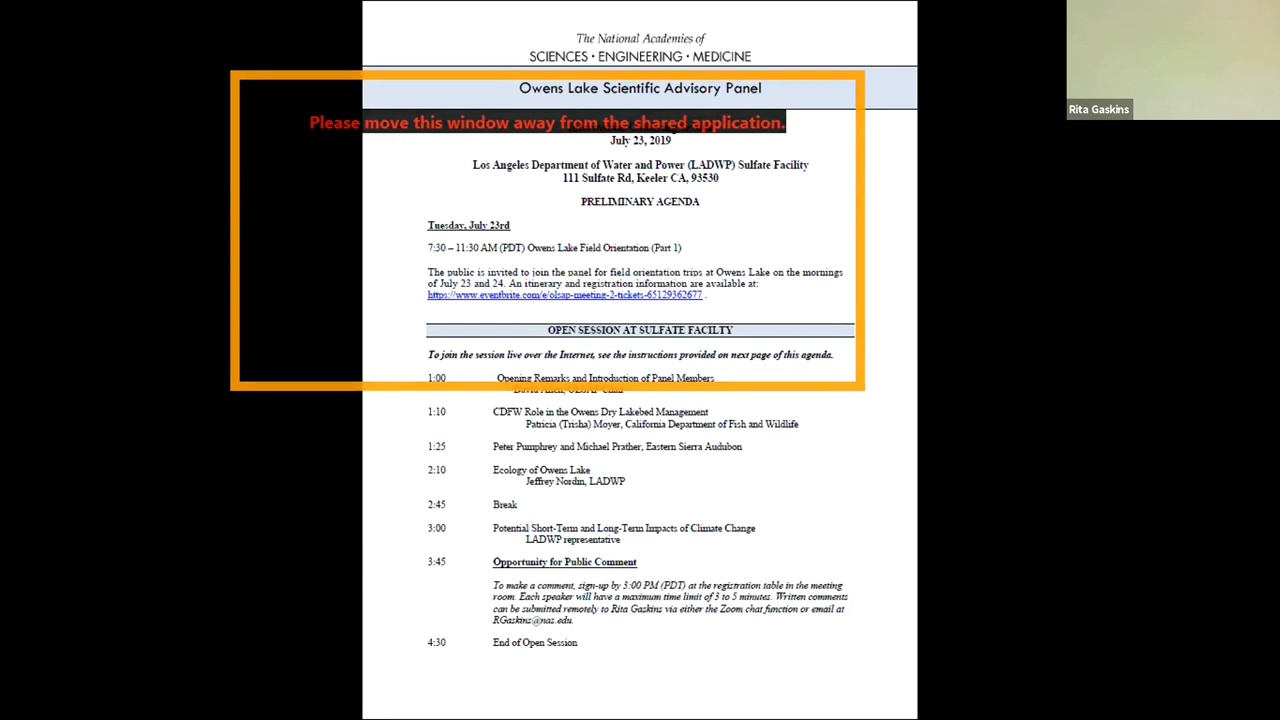 The National Academies of
SCIENCES · ENGINEERING · MEDICINE
Owens Lake Scientific Advisory Panel
Please move this window away from the shared application.
July 23, 2019
Los Angeles Department of Water and Power (LADWP) Sulfate Facility
111 Sulfate Rd, Keeler CA, 93530
PRELIMINARY AGENDA
Tuesday, July 23rd
7:30 – 11:30 AM (PDT) Owens Lake Field Orientation (Part 1)
The public is invited to join the panel for field orientation trips at Owens Lake on the mornings
of July 23 and 24. An itinerary and registration information are available at:
https://www.eventbrite.com/e/olsap-meeting-2-tickets-65129362677 .
OPEN SESSION AT SULFATE FACILTY
To join the session live over the Internet, see the instructions provided on next page of this agenda.
1:00 Opening Remarks and Introduction of Panel Members
1:10 CDFW Role in the Owens Dry Lakebed Management
Patricia (Trisha) Moyer, California Department of Fish and Wildlife
1:25 Peter Pumphrey and Michael Prather, Eastern Sierra Audubon
2:10 Ecology of Owens Lake
Jeffrey Nordin, LADWP
2:45 Break
3:00 Potential Short-Term and Long-Term Impacts of Climate Change
LADWP representative
3:45 Opportunity for Public Comment
To make a comment, sign-up by 3:00 PM (PDT) at the registration table in the meeting
room. Each speaker will have a maximum time limit of 3 to 5 minutes. Written comments
can be submitted remotely to Rita Gaskins via either the Zoom chat function or email at
RGaskins@nas.edu.
4:30 End of Open Session
Rita Gaskins